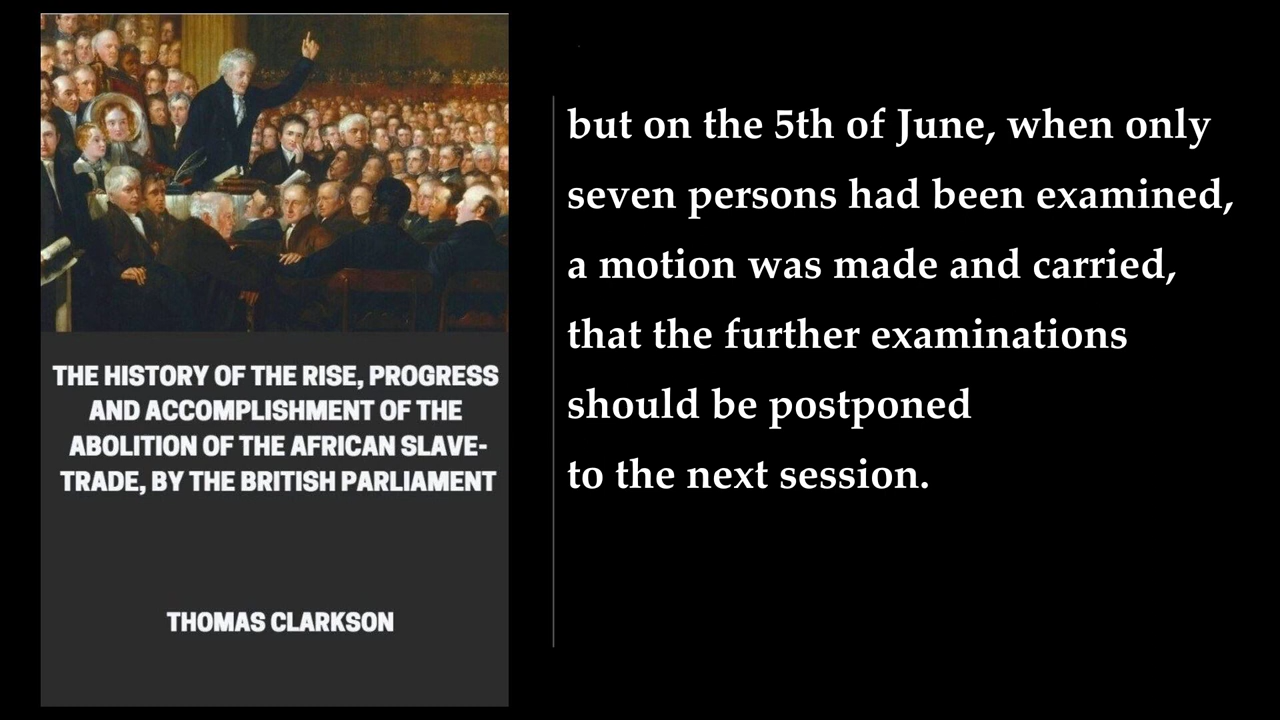 THE HISTORY OF THE RISE, PROGRESS
AND ACCOMPLISHMENT OF THE
ABOLITION OF THE AFRICAN SLAVE-
TRADE, BY THE BRITISH PARLIAMENT
THOMAS CLARKSON
but on the 5th of June, when only
seven persons had been examined,
a motion was made and carried,
that the further examinations
should be postponed
to the next session.